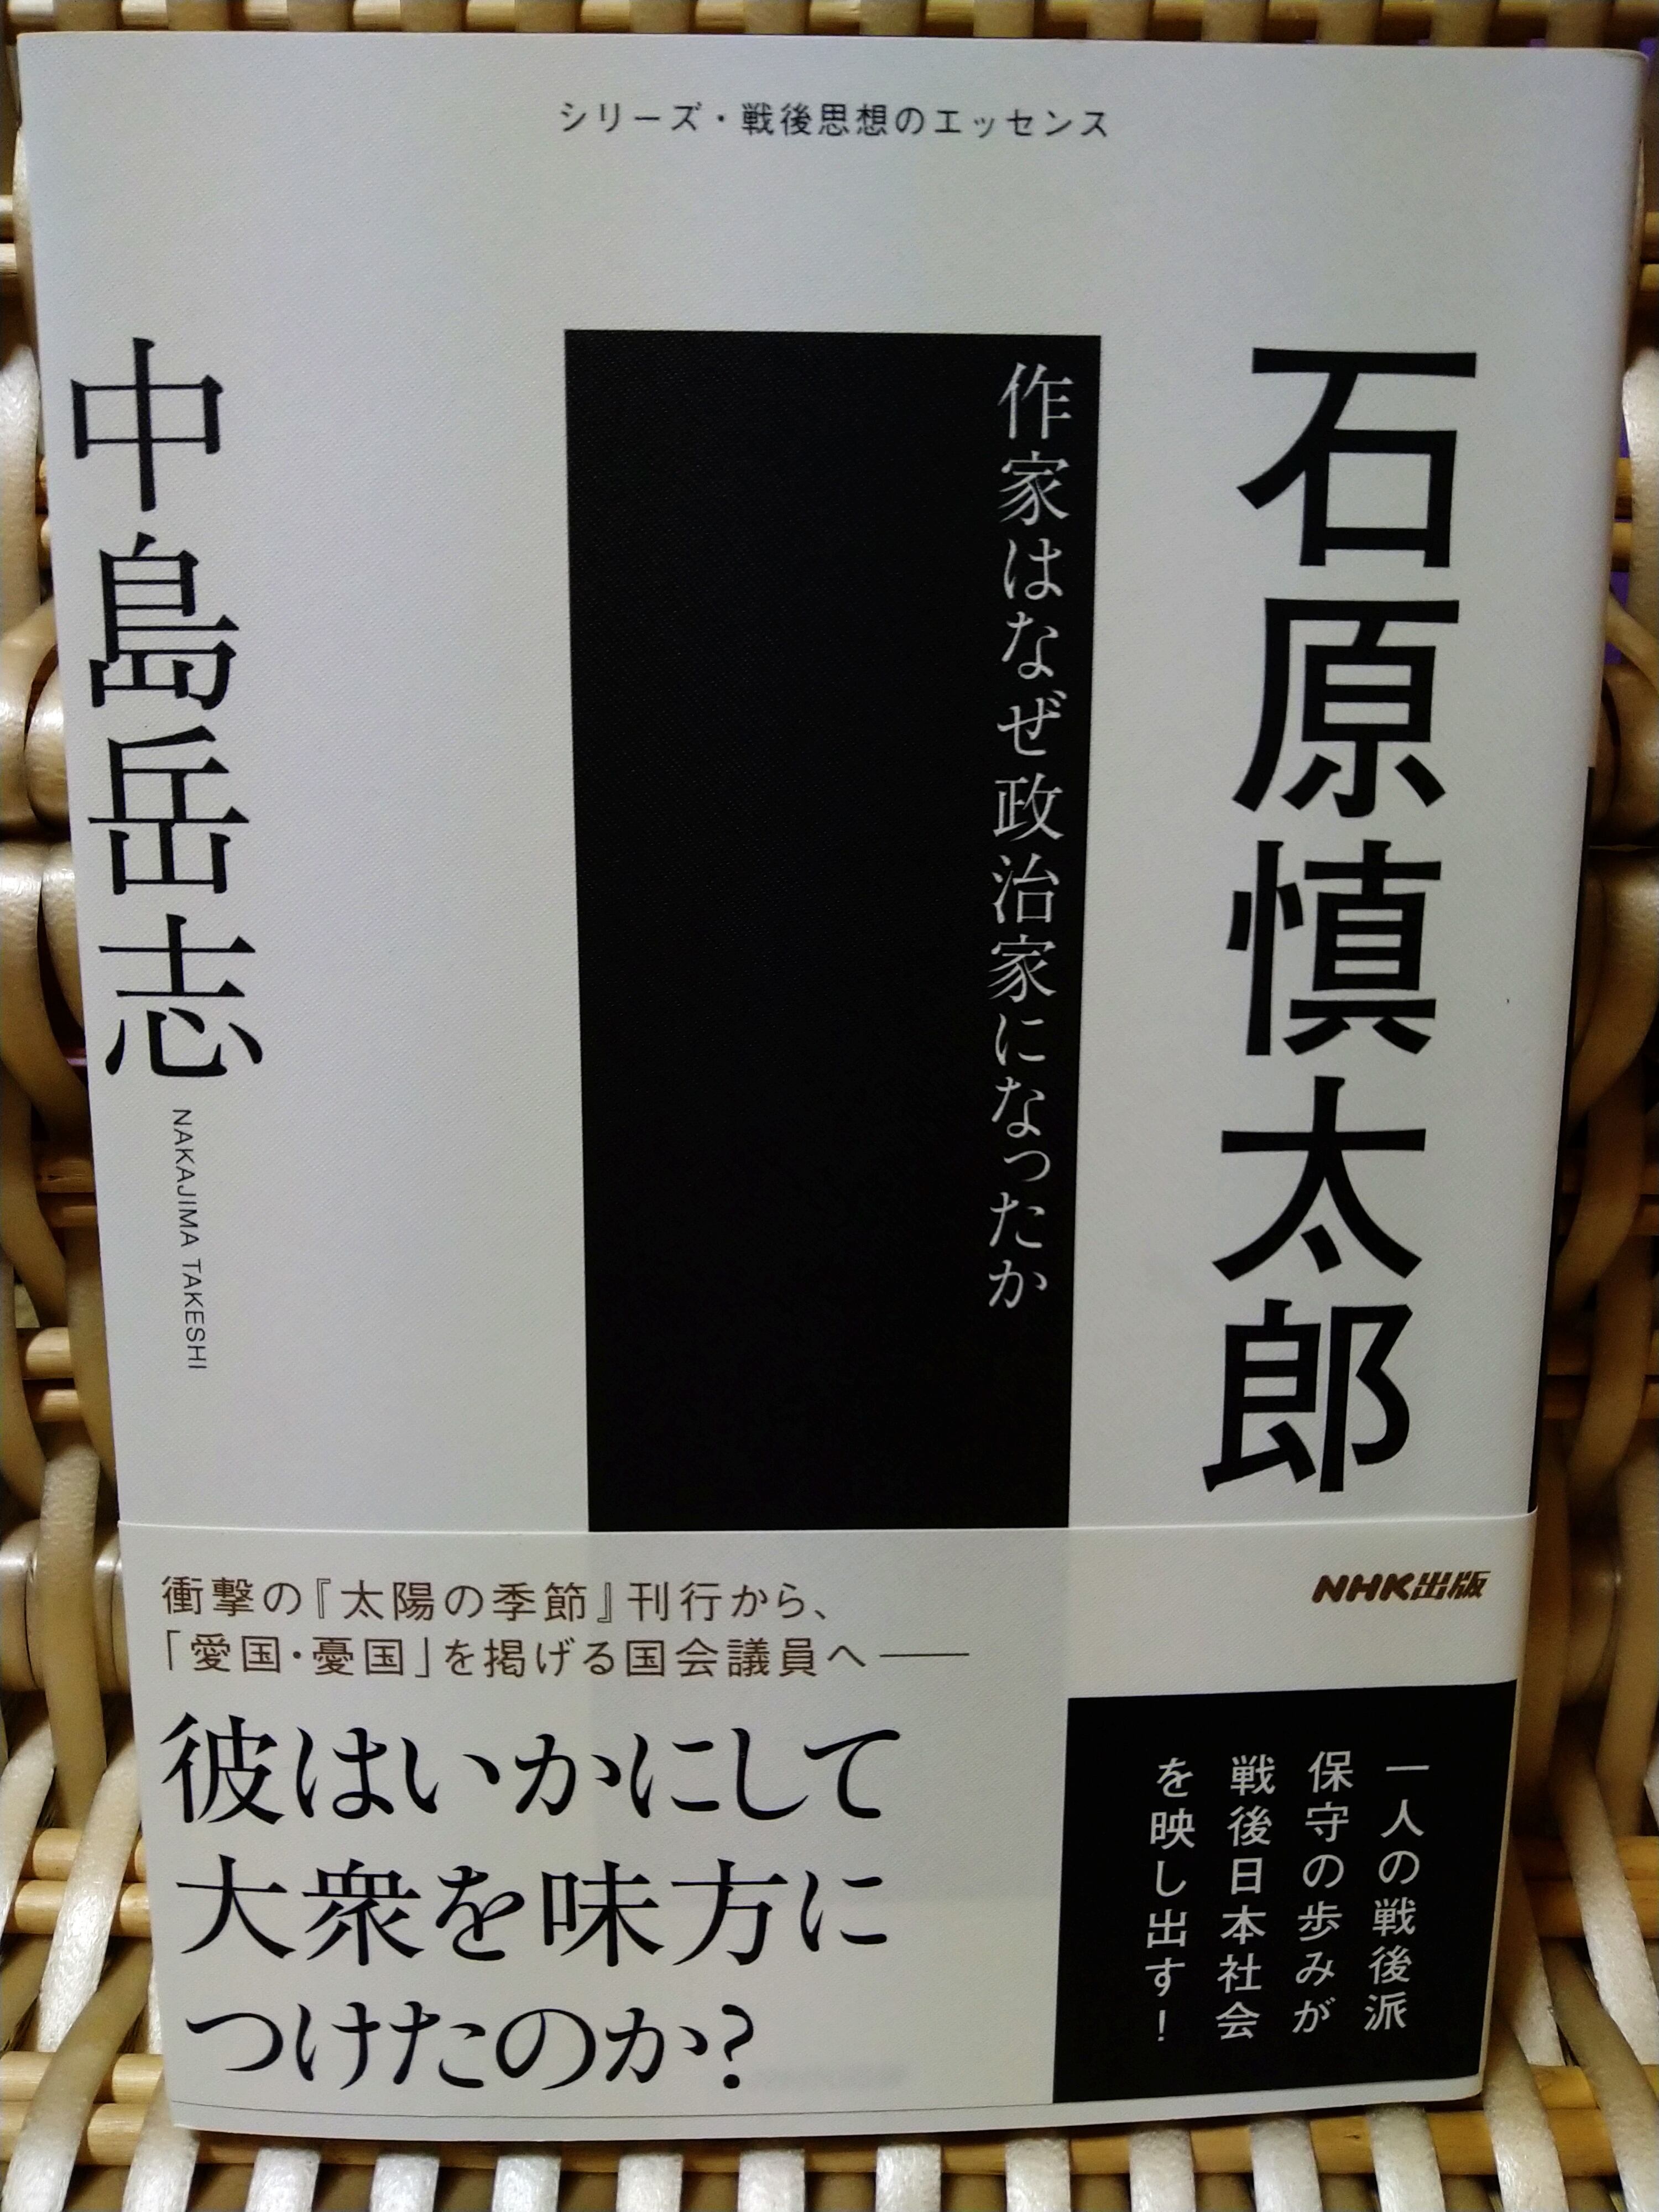 シリーズ・戦後思想のエッセンス
石原慎太郎
作家はなぜ政治家になったか
中島岳志
NAKAJIMA TAKESHI
NHK出版
衝撃の『太陽の季節』刊行から、
「愛国・憂国」を掲げる国会議員へ――
彼はいかにして
大衆を味方に
つけたのか?
一人の戦後派
保守の歩みが
戦後日本社会
を映し出す!